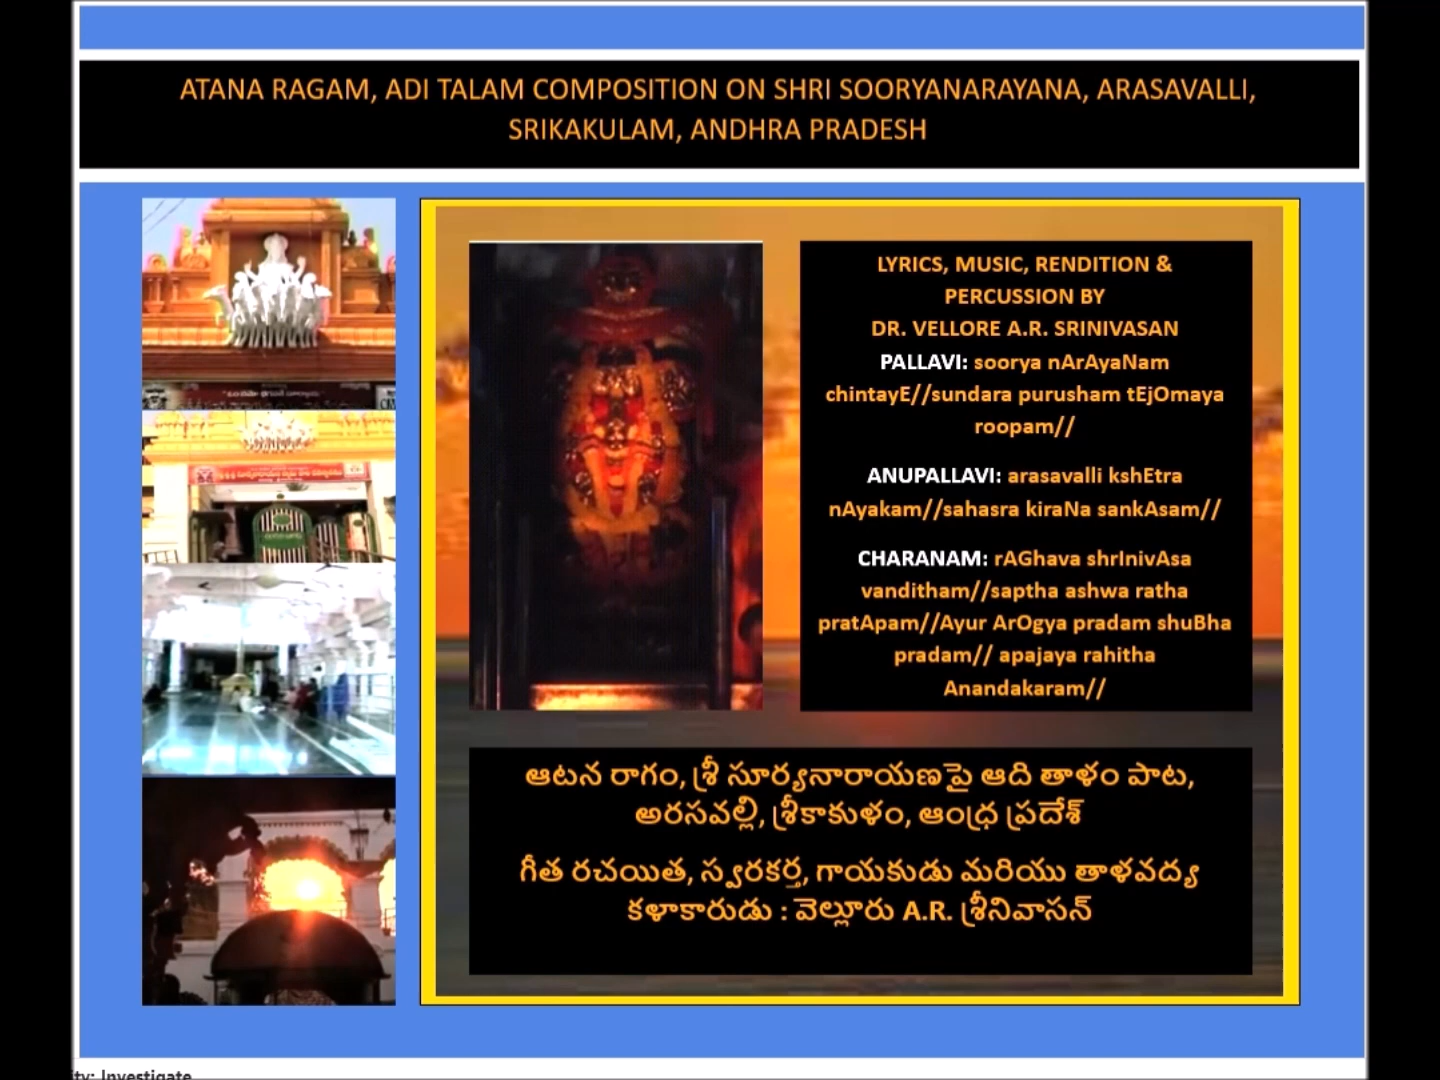 ATANA RAGAM, ADI TALAM COMPOSITION ON SHRI SOORYANARAYANA, ARASAVALLI,
SRIKAKULAM, ANDHRA PRADESH
LYRICS, MUSIC, RENDITION &
PERCUSSION BY
DR. VELLORE A.R. SRINIVASAN
PALLAVI: soorya nArAyaNam
chintayE//sundara purusham tEjOmaya
roopam//
ANUPALLAVI: arasavalli kshEtra
nAyakam//sahasra kiraNa sankAsam//
CHARANAM: rAGhava shrInivAsa
vanditham//saptha ashwa ratha
pratApam//Ayur ArOgya pradam shuBha
pradam// apajaya rahitha
Anandakaram//
ఆటన రాగం, శ్రీ సూర్యనారాయణపై ఆది తాళం పాట,
అరసవల్లి, శ్రీకాకుళం, ఆంధ్ర ప్రదేశ్
గీత రచయిత, స్వరకర్త, గాయకుడు మరియు తాళవద్య
కళాకారుడు : వెల్లూరు A.R. శ్రీనివాసన్
ity: Investigate